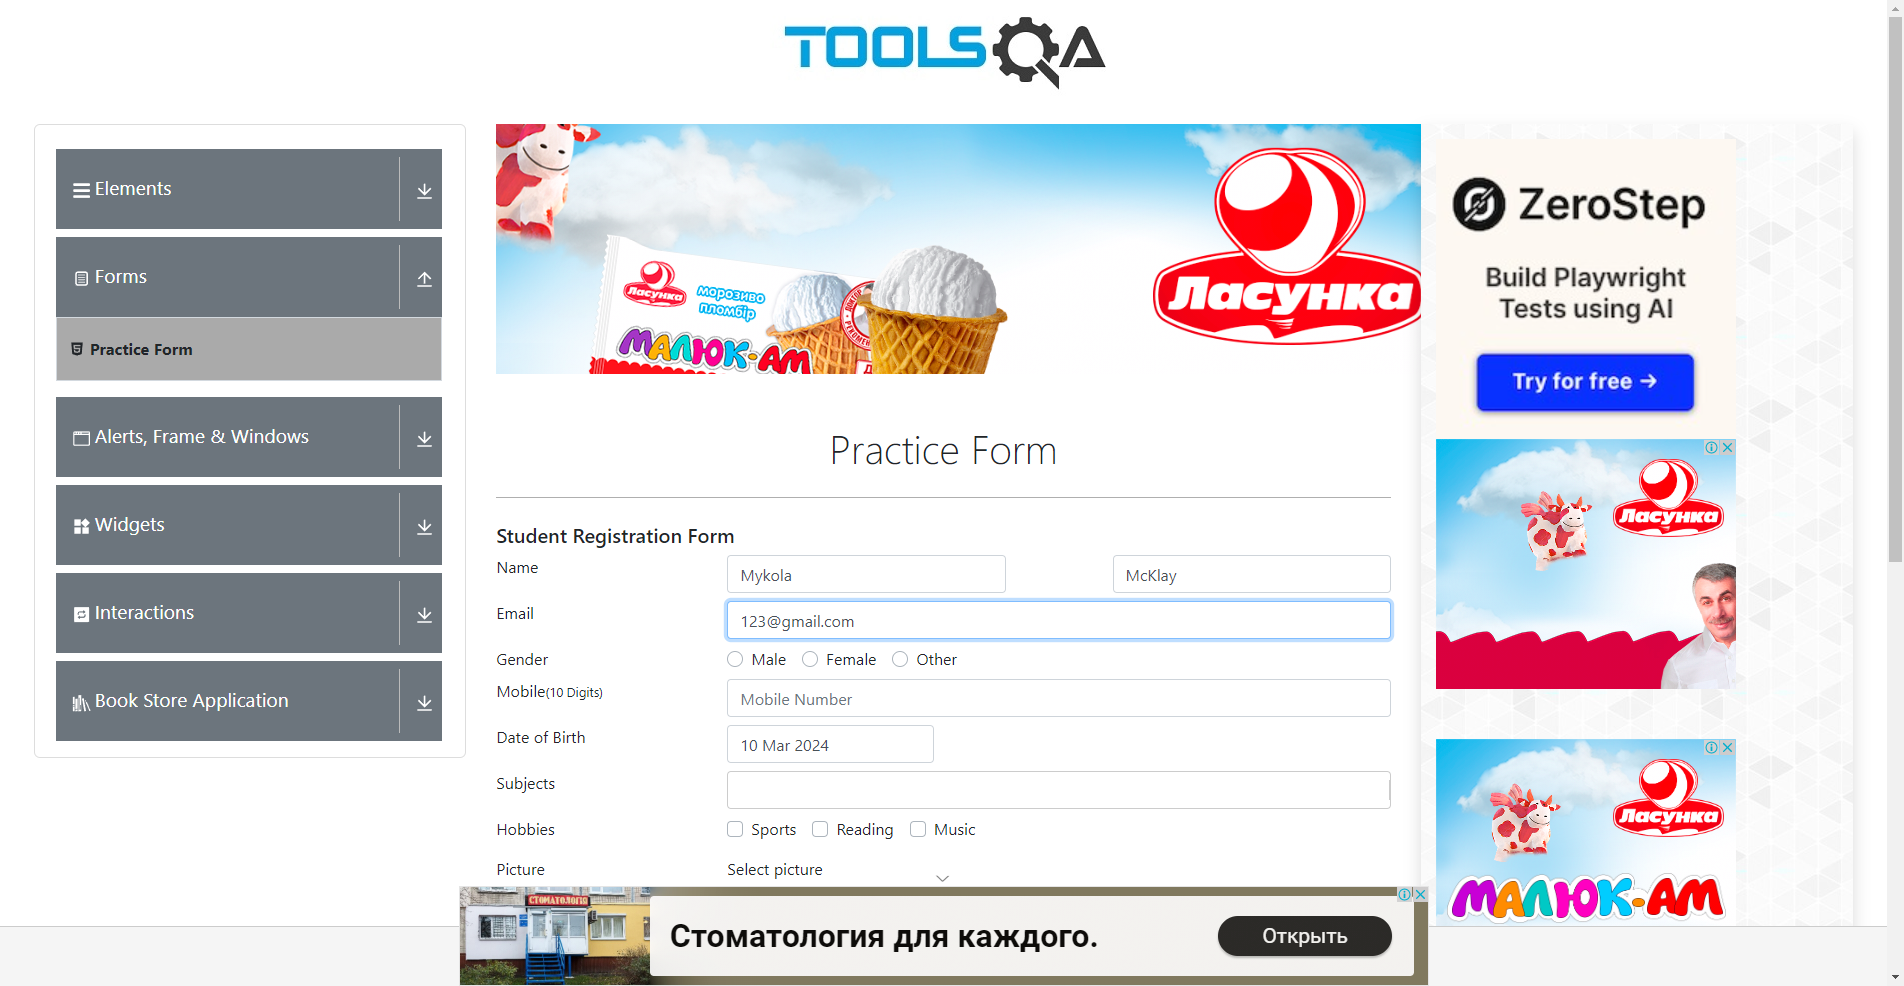 TOOLSQA
Elements
Forms
Practice Form
Alerts, Frame & Windows
Widgets
Interactions
Book Store Application
Ласунка
морозиво
пломбір
МАЛЮК-АМ
Ласунка
Practice Form
Student Registration Form
Name
Mykola
McKlay
Email
123@gmail.com
Gender
Male
Female
Other
Mobile(10 Digits)
Mobile Number
Date of Birth
10 Mar 2024
Subjects
Hobbies
Sports
Reading
Music
Picture
Select picture
ZeroStep
Build Playwright
Tests using AI
Try for free →
Ласунка
Ласунка
МАЛЮК-АМ
СТОМАТОЛОГІЯ
Стоматология для каждого.
Открыть